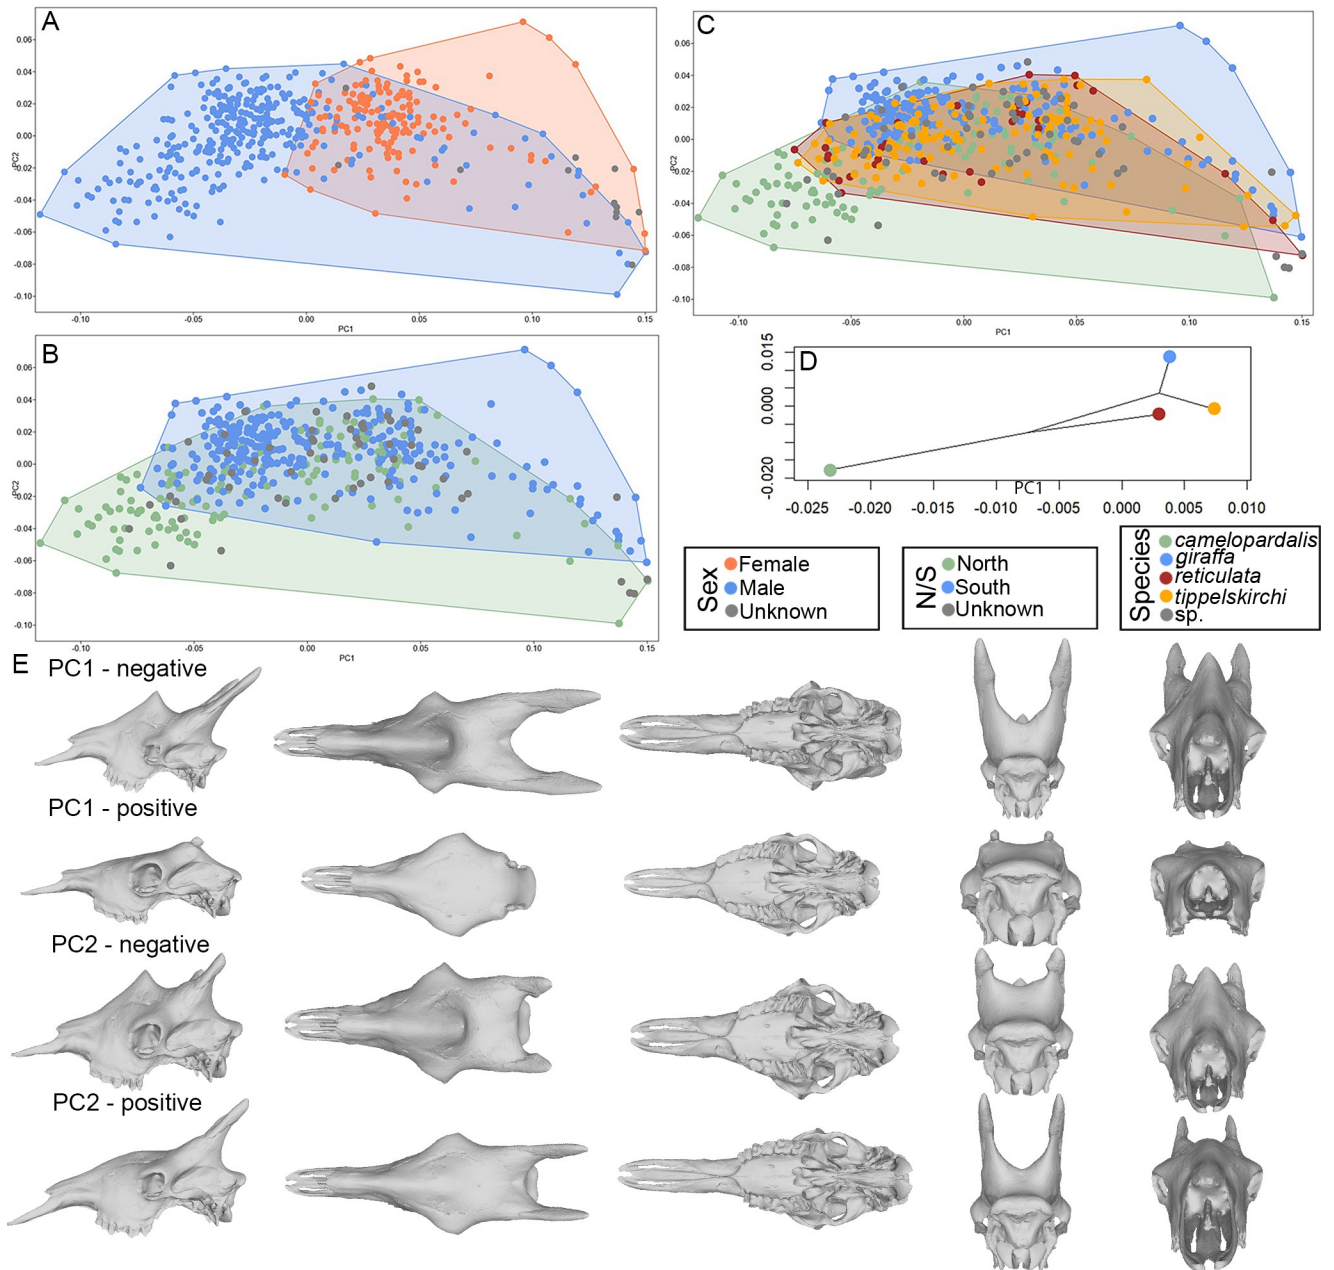 A
0.06
0.04
0.02
0.00
-0.02
-0.04
-0.06
-0.08
-0.10
PC2
-0.10
-0.05
0.00
0.05
0.10
0.15
PC1
C
0.06
0.04
0.02
0.00
-0.02
-0.04
-0.06
-0.08
-0.10
PC2
-0.10
-0.05
0.00
0.05
0.10
0.15
PC1
B
0.06
0.04
0.02
0.00
-0.02
-0.04
-0.06
-0.08
-0.10
PC2
-0.10
-0.05
0.00
0.05
0.10
0.15
PC1
D
0.015
0.000
-0.020
PC1
-0.025
-0.020
-0.015
-0.010
-0.005
0.000
0.005
0.010
Sex
Female
Male
Unknown
N/S
North
South
Unknown
Species
camelopardalis
giraffa
reticulata
tippelskirchi
sp.
E
PC1 - negative
PC1 - positive
PC2 - negative
PC2 - positive